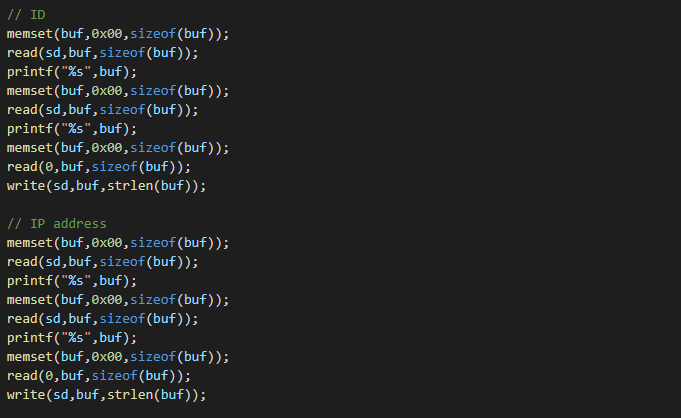 // ID
memset(buf,0x00,sizeof(buf));
read(sd,buf,sizeof(buf));
printf("%s",buf);
memset(buf,0x00,sizeof(buf));
read(sd,buf,sizeof(buf));
printf("%s",buf);
memset(buf,0x00,sizeof(buf));
read(0,buf,sizeof(buf));
write(sd,buf,strlen(buf));

// IP address
memset(buf,0x00,sizeof(buf));
read(sd,buf,sizeof(buf));
printf("%s",buf);
memset(buf,0x00,sizeof(buf));
read(sd,buf,sizeof(buf));
printf("%s",buf);
memset(buf,0x00,sizeof(buf));
read(0,buf,sizeof(buf));
write(sd,buf,strlen(buf));